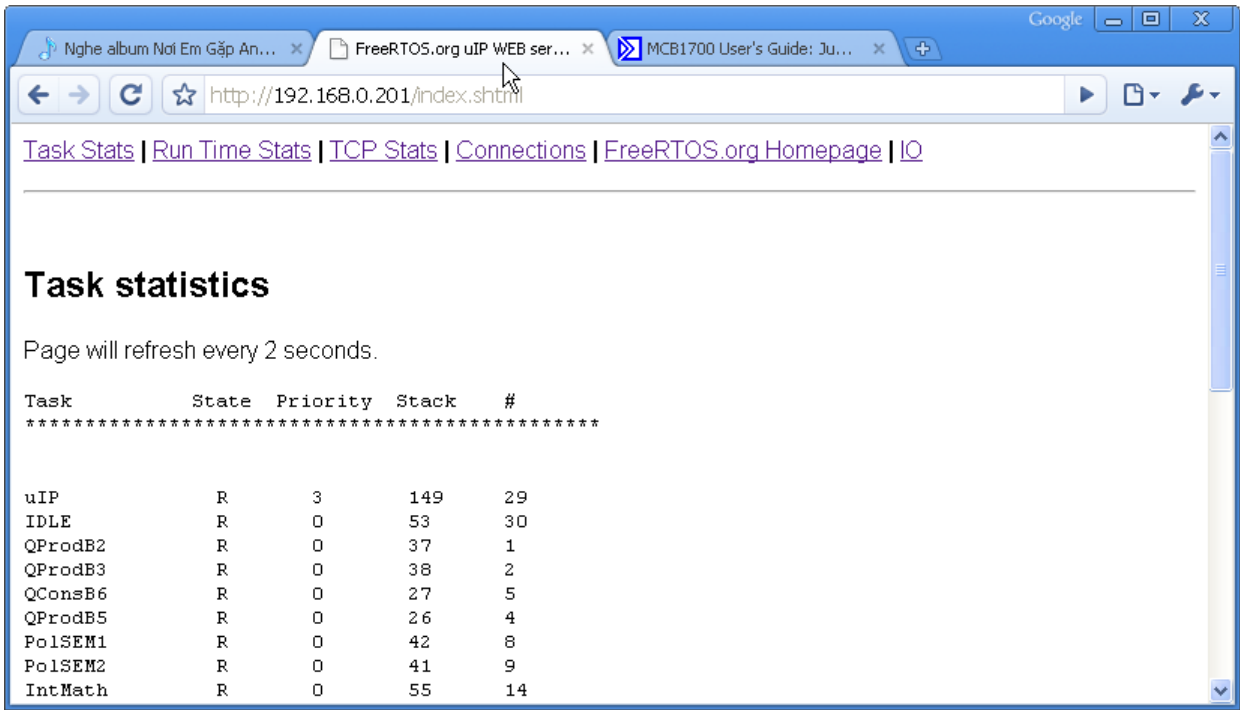 Google
Nghe album Nơi Em Gặp An...
FreeRTOS.org uIP WEB ser...
MCB1700 User's Guide: Ju...
http://192.168.0.201/index.shtml
Task Stats | Run Time Stats | TCP Stats | Connections | FreeRTOS.org Homepage | IO
Task statistics
Page will refresh every 2 seconds.
Task State Priority Stack #
************************************************
uIP R 3 149 29
IDLE R 0 53 30
QProdB2 R 0 37 1
QProdB3 R 0 38 2
QConsB6 R 0 27 5
QProdB5 R 0 26 4
PolSEM1 R 0 42 8
PolSEM2 R 0 41 9
IntMath R 0 55 14